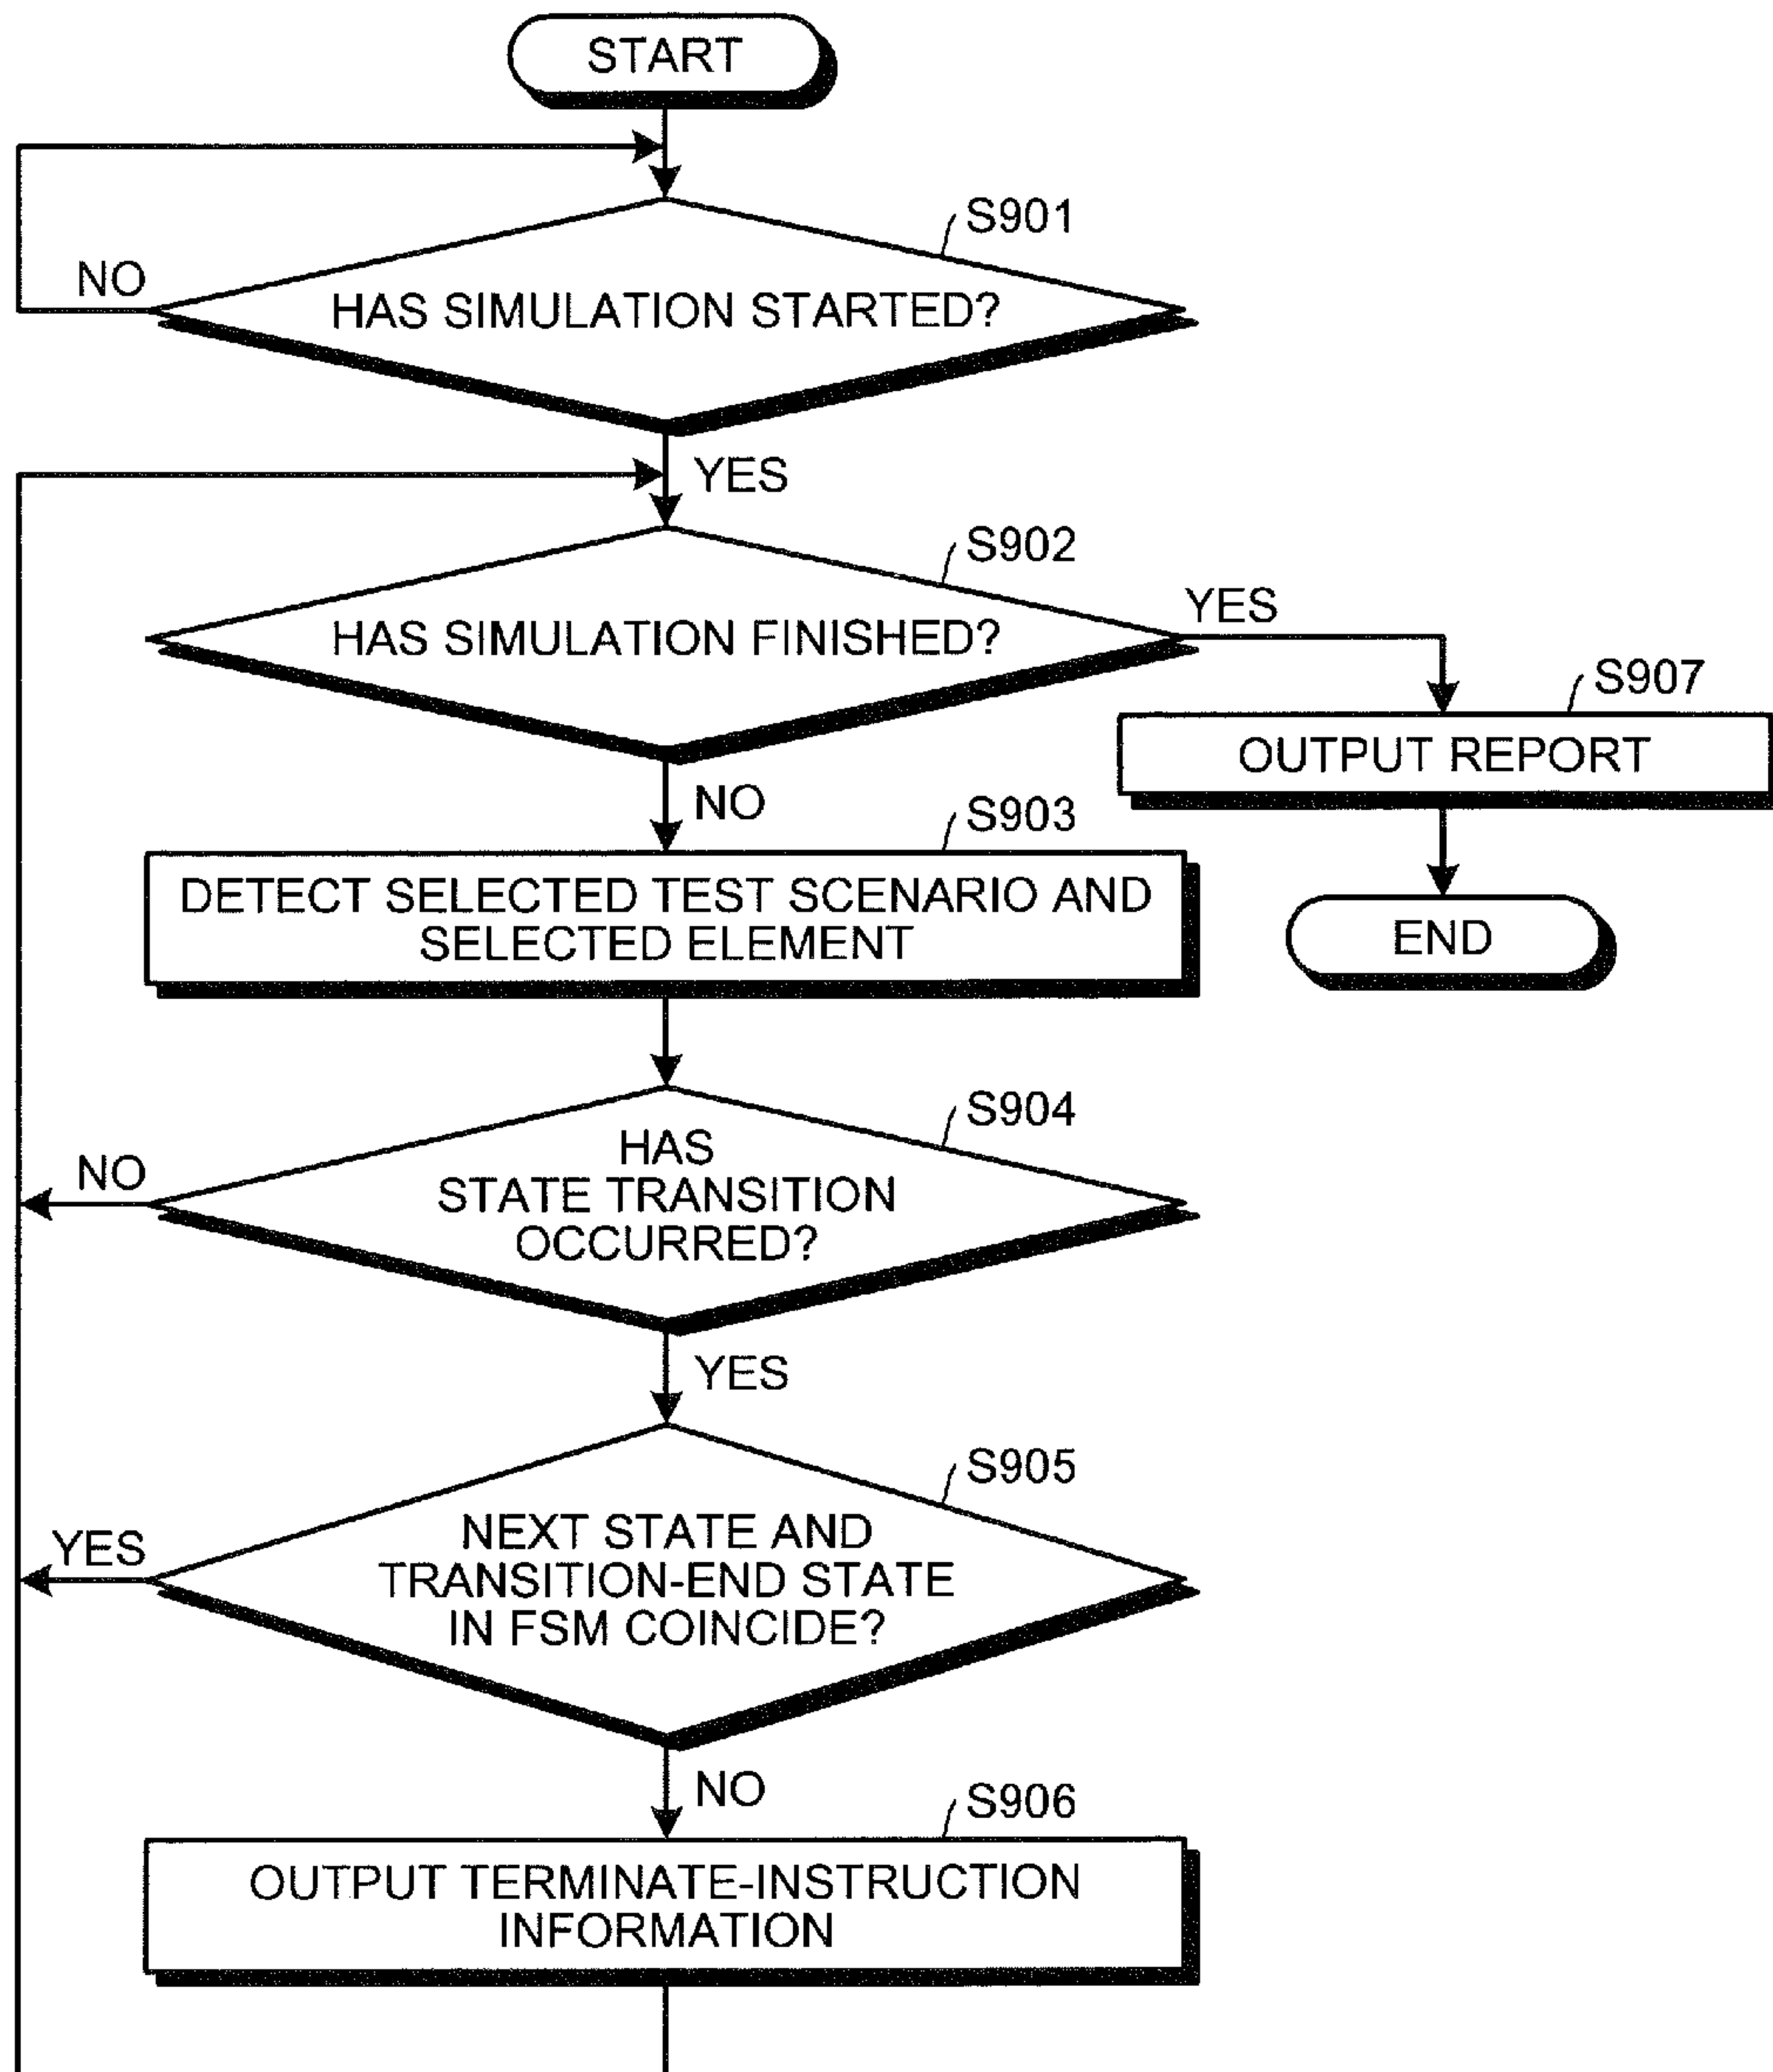 START
S901
NO
HAS SIMULATION STARTED?
YES
S902
YES
HAS SIMULATION FINISHED?
S907
OUTPUT REPORT
NO
S903
DETECT SELECTED TEST SCENARIO AND
SELECTED ELEMENT
END
S904
NO
HAS
STATE TRANSITION
OCCURRED?
YES
S905
YES
NEXT STATE AND
TRANSITION-END STATE
IN FSM COINCIDE?
NO
S906
OUTPUT TERMINATE-INSTRUCTION
INFORMATION